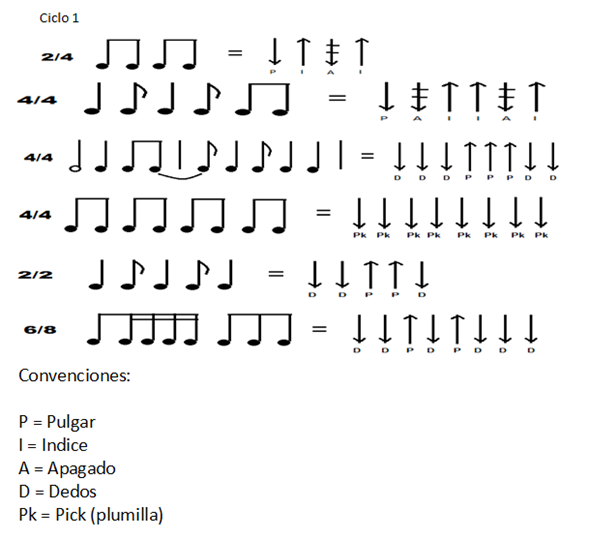 Ciclo 1
2/4 = P I A I
4/4 = P A I I A I
4/4 = D D D P P P D D
4/4 = Pk Pk Pk Pk Pk Pk Pk Pk
2/2 = D D P P D
6/8 = D D P D P D D D
Convenciones:
P = Pulgar
I = Indice
A = Apagado
D = Dedos
Pk = Pick (plumilla)